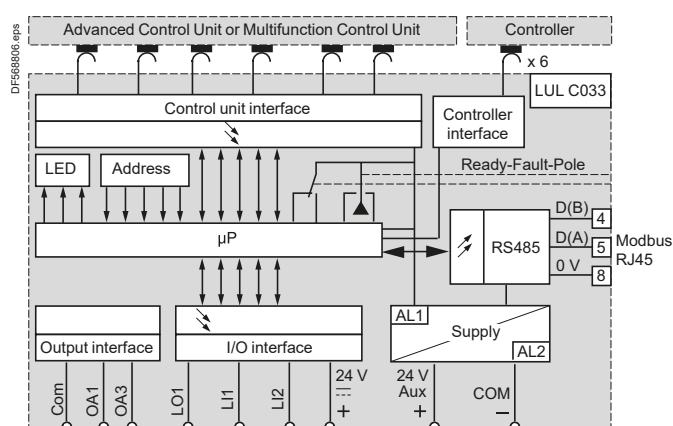 Advanced Control Unit or Multifunction Control Unit
Controller
DF568806.eps
x 6
LUL C033
Control unit interface
Controller
interface
LED
Address
Ready-Fault-Pole
µP
RS485
D(B)
4
D(A)
5
Modbus
RJ45
0 V
8
AL1
Supply
AL2
Output interface
I/O interface
Com
OA1
OA3
LO1
LI1
LI2
24 V
+
24 V
Aux
+
COM
–